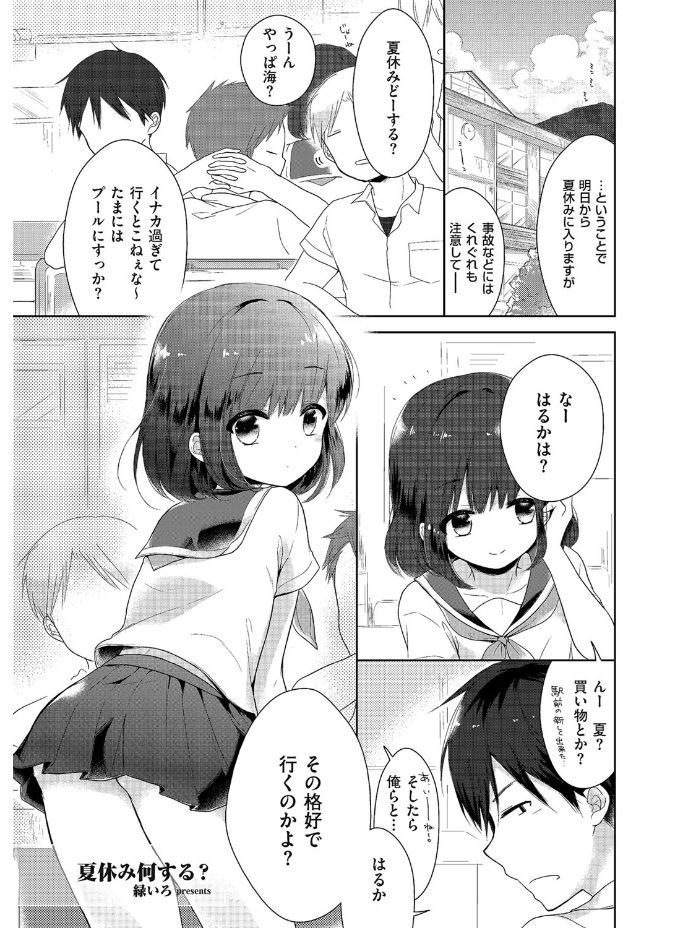 …ということで
明日から
夏休みに入りますが
事故などには
くれぐれも
注意して――
夏休みどーする?
うーん
やっぱ海?
イナカ過ぎて
行くとこねぇな~
たまには
プールにすっか?
なー
はるかは?
んー 夏?
買い物とか?
駅前の新しく出来た…
あぃーーね。
そしたら
俺らと…
はるか
その格好で
行くのかよ?
夏休み何する?
緑いろ presents